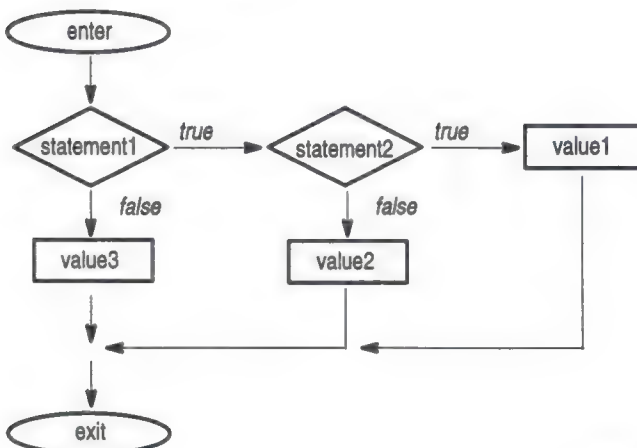 enter
true
true
statement1
statement2
value1
false
false
value3
value2
exit